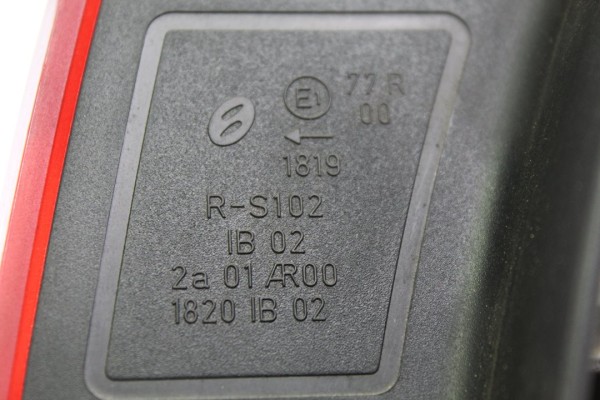 E1 77 R
00
←
1819
R-S102
IB 02
2a 01 AR00
1820 IB 02